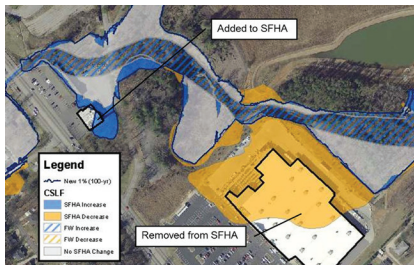 Added to SFHA
Legend
New 1% (100-yr)
CSLF
SFHA Increase
SFHA Decrease
FW Increase
FW Decrease
No SFHA Change
Removed from SFHA